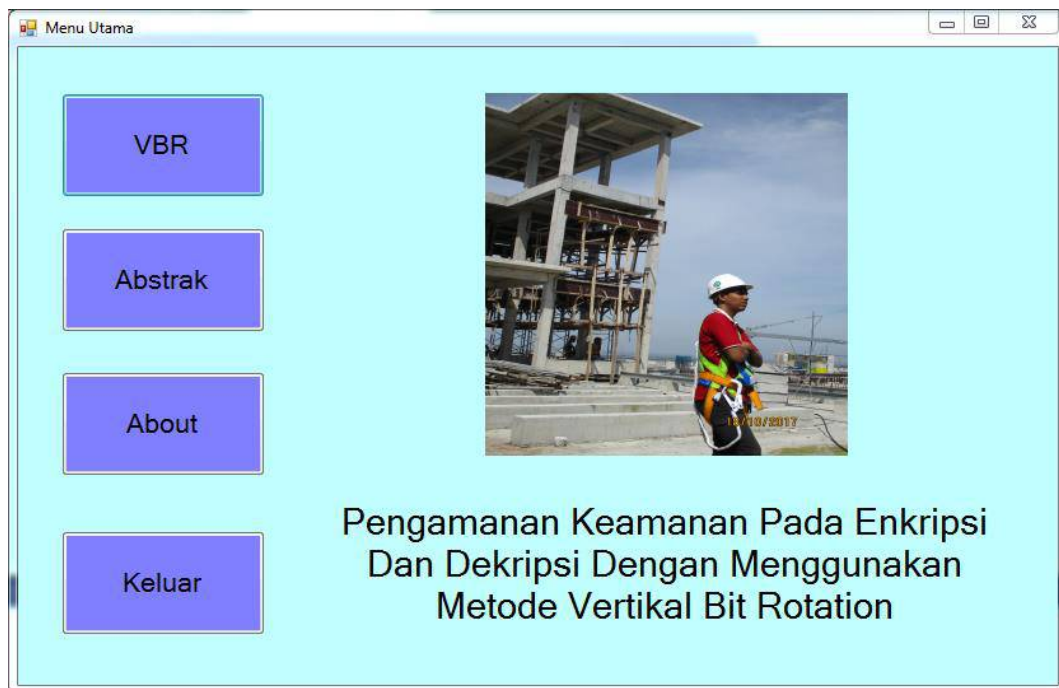 Menu Utama
VBR
Abstrak
About
Keluar
Pengamanan Keamanan Pada Enkripsi
Dan Dekripsi Dengan Menggunakan
Metode Vertikal Bit Rotation